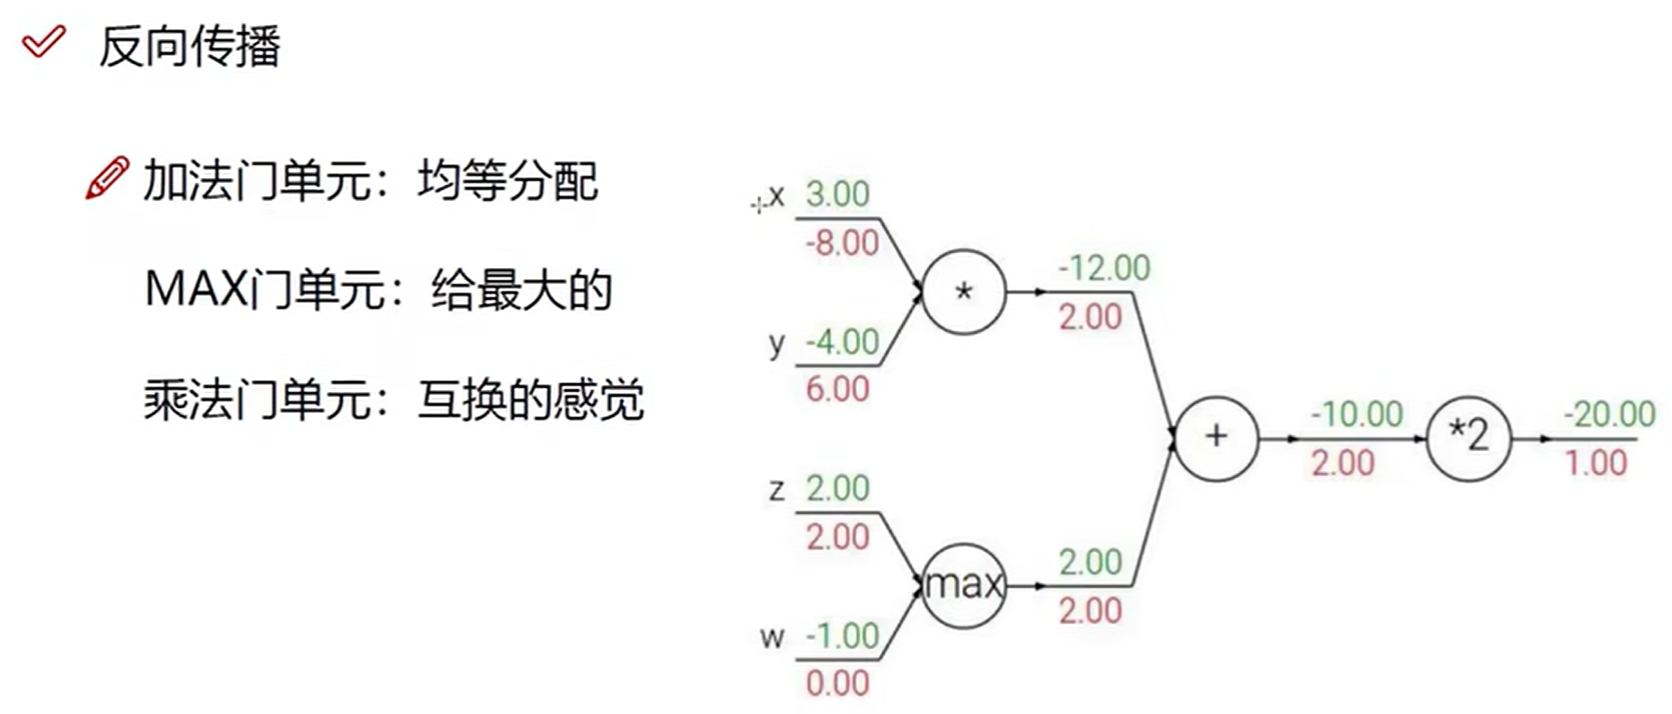 反向传播
加法门单元：均等分配
MAX门单元：给最大的
乘法门单元：互换的感觉
x 3.00
-8.00
y -4.00
6.00
*
-12.00
2.00
z 2.00
2.00
w -1.00
0.00
max
2.00
2.00
+
-10.00
2.00
*2
-20.00
1.00